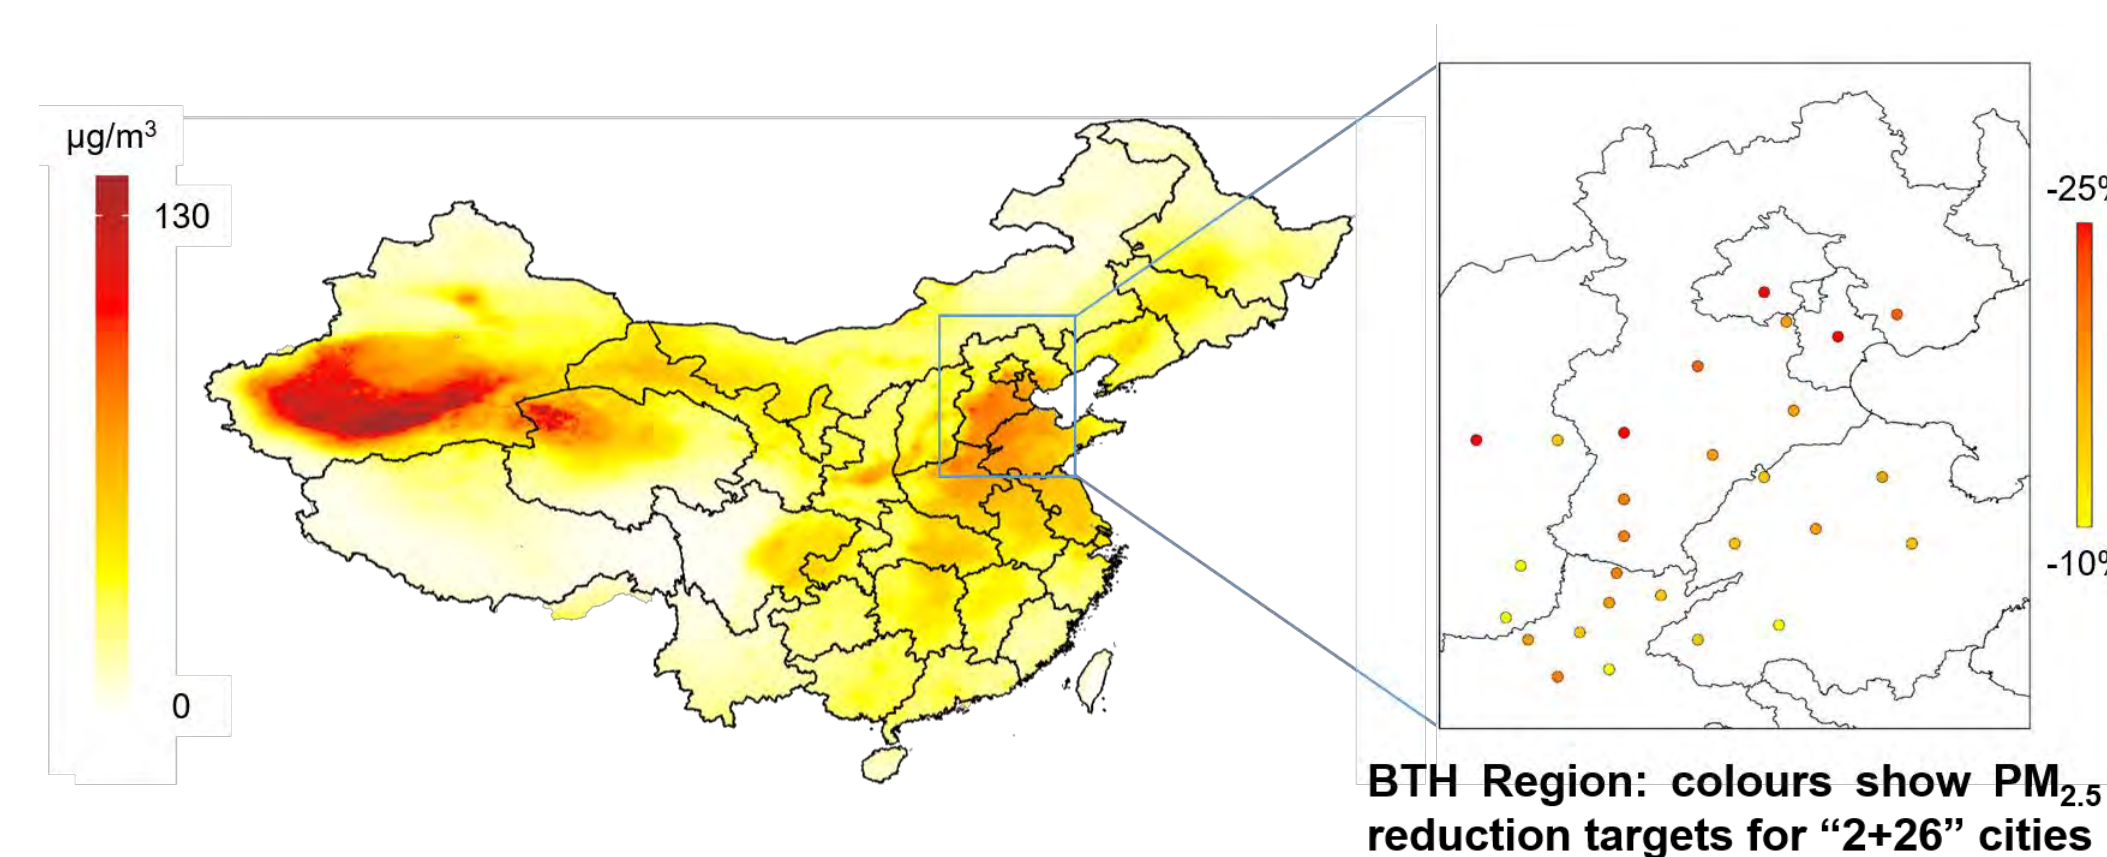 µg/m³
130
0
-25%
-10%
BTH Region: colours show PM₂.₅
reduction targets for “2+26” cities